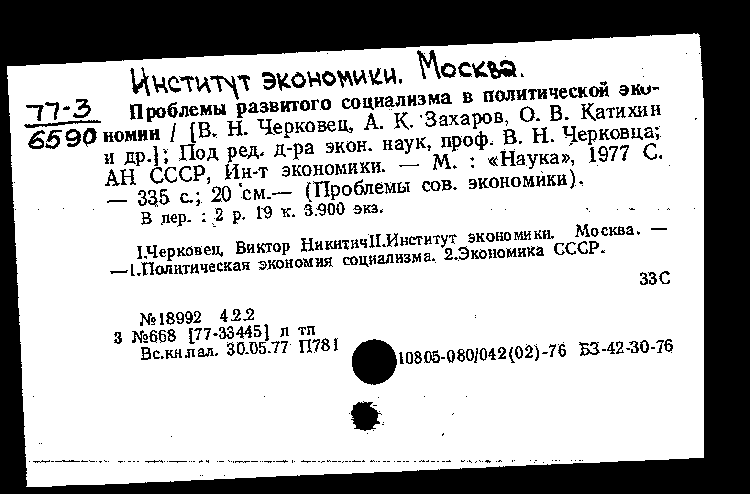 Институт экономики. Москва.
77-3
6590
Проблемы развитого социализма в политической эко-
номии / [В. Н. Черковец, А. К. Захаров, О. В. Катихин
и др.]; Под ред. д-ра экон. наук, проф. В. Н. Черковца;
АН СССР, Ин-т экономики. — М. : «Наука», 1977 С.
— 335 с.; 20 см.— (Проблемы сов. экономики).
В пер. : 2 р. 19 к. 3.900 экз.
I.Черковец, Виктор НикитичII.Институт экономики. Москва. —
—1.Политическая экономия социализма. 2.Экономика СССР.
33С
№18992 4.2.2
3 №668 [77-33445] п тп
Вс.кн.пал. 30.05.77 П781
10805-080/042(02)-76 БЗ-42-30-76